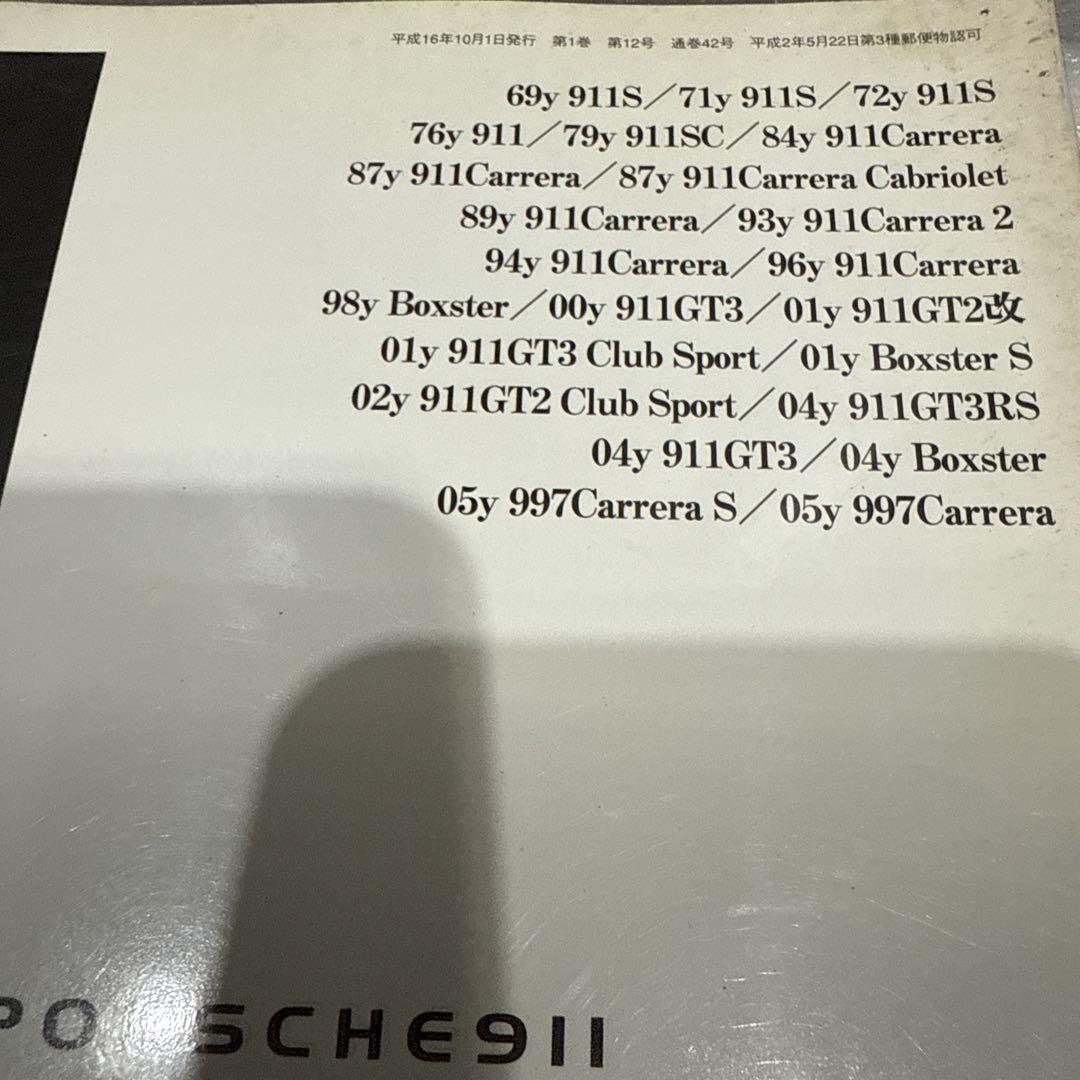 平成16年10月1日発行 第1巻 第12号 通巻42号 平成2年5月22日第3種郵便物認可
69y 911S／71y 911S／72y 911S
76y 911／79y 911SC／84y 911Carrera
87y 911Carrera／87y 911Carrera Cabriolet
89y 911Carrera／93y 911Carrera 2
94y 911Carrera／96y 911Carrera
98y Boxster／00y 911GT3／01y 911GT2改
01y 911GT3 Club Sport／01y Boxster S
02y 911GT2 Club Sport／04y 911GT3RS
04y 911GT3／04y Boxster
05y 997Carrera S／05y 997Carrera
PORSCHE911